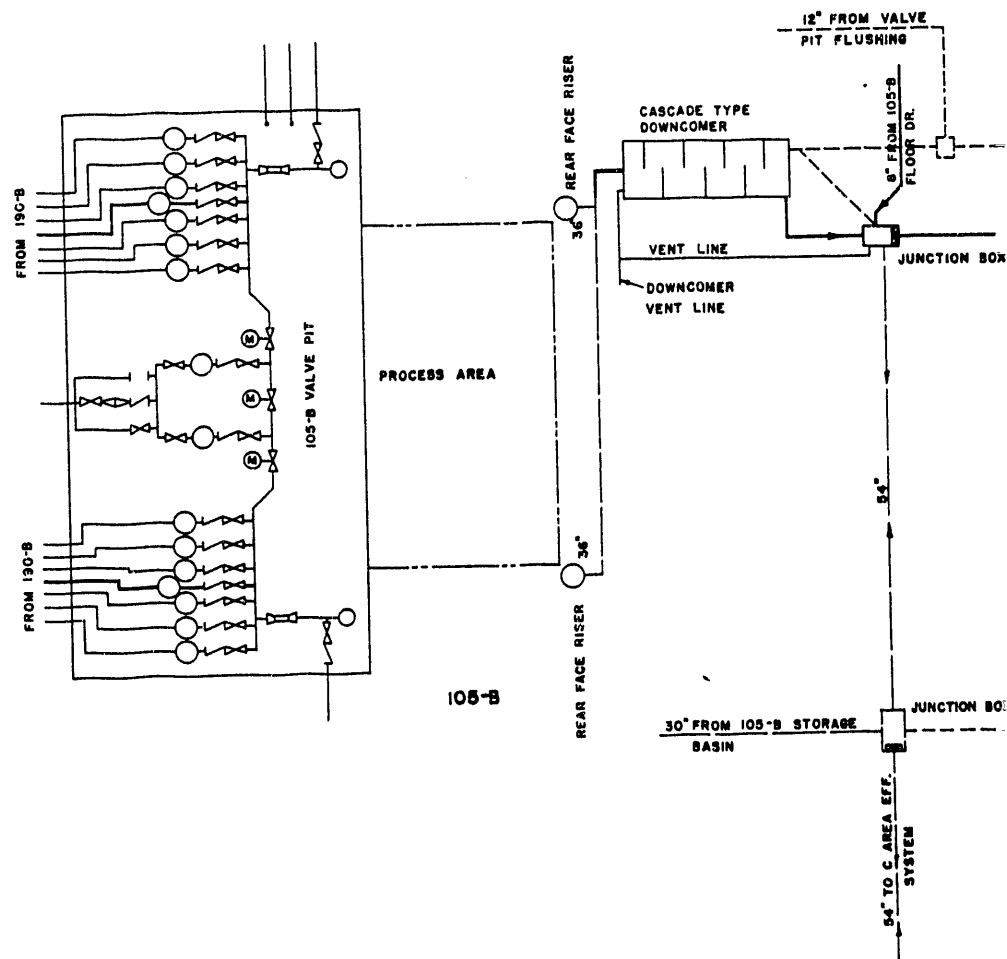 12" FROM VALVE
PIT FLUSHING
CASCADE TYPE
DOWNCOMER
8" FROM 105-B
FLOOR DR.
REAR FACE RISER
36"
FROM 190-B
VENT LINE
JUNCTION BOX
DOWNCOMER
VENT LINE
M
105-B VALVE PIT
PROCESS AREA
M
M
54"
36"
FROM 190-B
REAR FACE RISER
105-B
JUNCTION BO
30" FROM 105-B STORAGE
BASIN
54" TO C AREA EFF.
SYSTEM